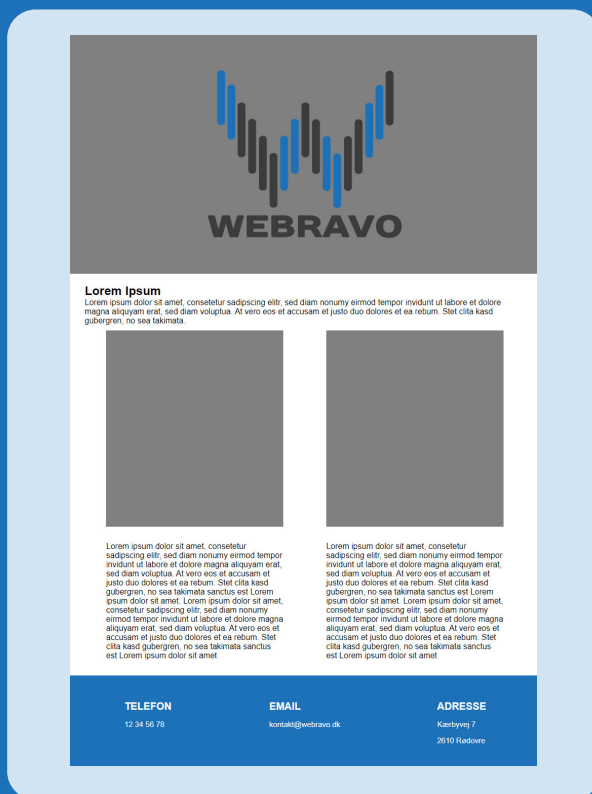 WEBRAVO
Lorem Ipsum
Lorem ipsum dolor sit amet, consetetur sadipscing elitr, sed diam nonumy eirmod tempor invidunt ut labore et dolore
magna aliquyam erat, sed diam voluptua. At vero eos et accusam et justo duo dolores et ea rebum. Stet clita kasd
gubergren, no sea takimata.
Lorem ipsum dolor sit amet, consetetur
sadipscing elitr, sed diam nonumy eirmod tempor
invidunt ut labore et dolore magna aliquyam erat,
sed diam voluptua. At vero eos et accusam et
justo duo dolores et ea rebum. Stet clita kasd
gubergren, no sea takimata sanctus est Lorem
ipsum dolor sit amet. Lorem ipsum dolor sit amet,
consetetur sadipscing elitr, sed diam nonumy
eirmod tempor invidunt ut labore et dolore magna
aliquyam erat, sed diam voluptua. At vero eos et
accusam et justo duo dolores et ea rebum. Stet
clita kasd gubergren, no sea takimata sanctus
est Lorem ipsum dolor sit amet
Lorem ipsum dolor sit amet, consetetur
sadipscing elitr, sed diam nonumy eirmod tempor
invidunt ut labore et dolore magna aliquyam erat,
sed diam voluptua. At vero eos et accusam et
justo duo dolores et ea rebum. Stet clita kasd
gubergren, no sea takimata sanctus est Lorem
ipsum dolor sit amet. Lorem ipsum dolor sit amet,
consetetur sadipscing elitr, sed diam nonumy
eirmod tempor invidunt ut labore et dolore magna
aliquyam erat, sed diam voluptua. At vero eos et
accusam et justo duo dolores et ea rebum. Stet
clita kasd gubergren, no sea takimata sanctus
est Lorem ipsum dolor sit amet
TELEFON
12 34 56 78
EMAIL
kontakt@webravo.dk
ADRESSE
Kærbyvej 7
2610 Rødovre